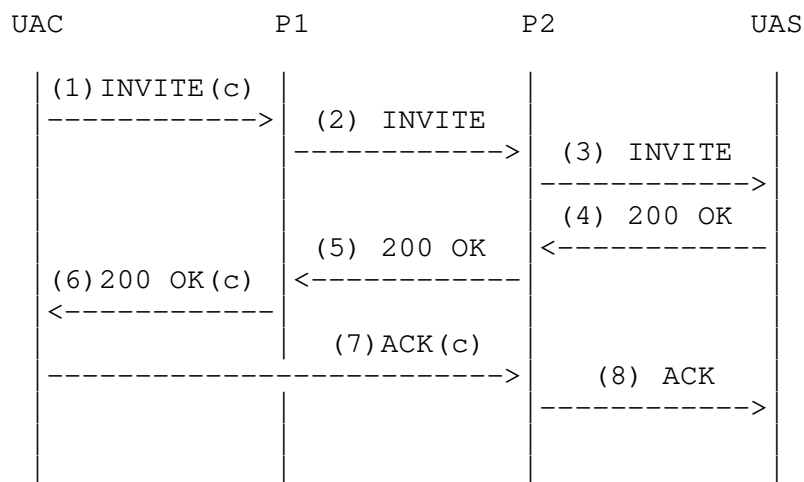 UAC P1 P2 UAS
(1)INVITE(c)
(2) INVITE
(3) INVITE
(4) 200 OK
(5) 200 OK
(6)200 OK(c)
(7)ACK(c)
(8) ACK